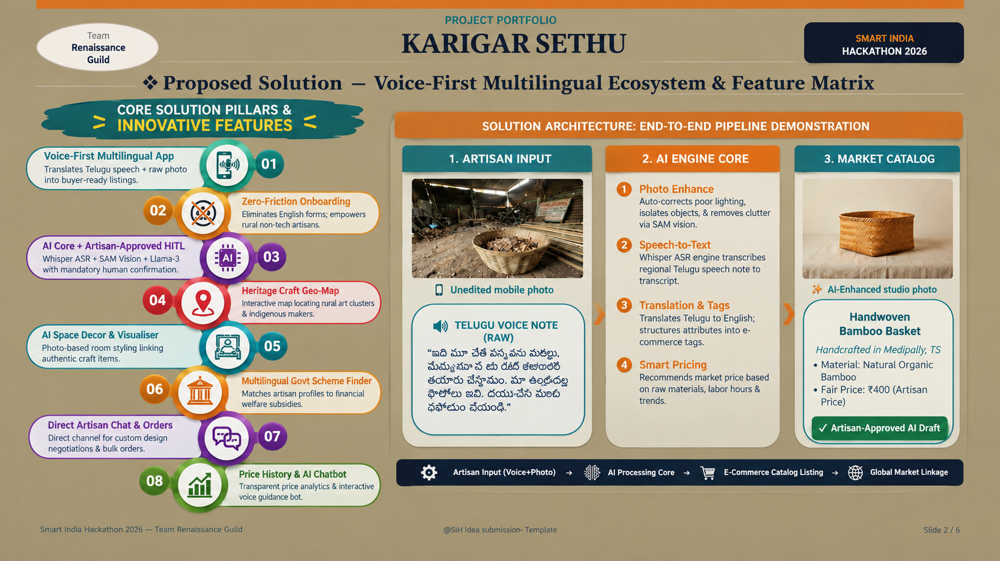 PROJECT PORTFOLIO
KARIGAR SETHU
Team
Renaissance
Guild
SMART INDIA
HACKATHON 2026
❖ Proposed Solution — Voice-First Multilingual Ecosystem & Feature Matrix
CORE SOLUTION PILLARS &
INNOVATIVE FEATURES
Voice-First Multilingual App
Translates Telugu speech + raw photo
into buyer-ready listings.
01
02
Zero-Friction Onboarding
Eliminates English forms; empowers
rural non-tech artisans.
AI Core + Artisan-Approved HITL
Whisper ASR + SAM Vision + Llama-3
with mandatory human confirmation.
AI
03
04
Heritage Craft Geo-Map
Interactive map locating rural art clusters
& indigenous makers.
AI Space Decor & Visualiser
Photo-based room styling linking
authentic craft items.
05
06
Multilingual Govt Scheme Finder
Matches artisan profiles to financial
welfare subsidies.
Direct Artisan Chat & Orders
Direct channel for custom design
negotiations & bulk orders.
07
08
Price History & AI Chatbot
Transparent price analytics & interactive
voice guidance bot.
SOLUTION ARCHITECTURE: END-TO-END PIPELINE DEMONSTRATION
1. ARTISAN INPUT
Unedited mobile photo
TELUGU VOICE NOTE
(RAW)
"ఇది మూ చేతే
తయారు చేస్తాము. మా
ఫొటోలు ఇవి.
చేయండి."
2. AI ENGINE CORE
1 Photo Enhance
Auto-corrects poor lighting,
isolates objects, & removes clutter
via SAM vision.
2 Speech-to-Text
Whisper ASR engine transcribes
regional Telugu speech note to
transcript.
3 Translation & Tags
Translates Telugu to English;
structures attributes into e-
commerce tags.
4 Smart Pricing
Recommends market price based
on raw materials, labor hours &
trends.
3. MARKET CATALOG
AI-Enhanced studio photo
Handwoven
Bamboo Basket
Handcrafted in Medipally, TS
• Material: Natural Organic
Bamboo
• Fair Price: ₹400 (Artisan
Price)
✓ Artisan-Approved AI Draft
Artisan Input (Voice+Photo) → AI Processing Core → E-Commerce Catalog Listing → Global Market Linkage
Smart India Hackathon 2026 — Team Renaissance Guild
@SIH Idea submission- Template
Slide 2 / 6